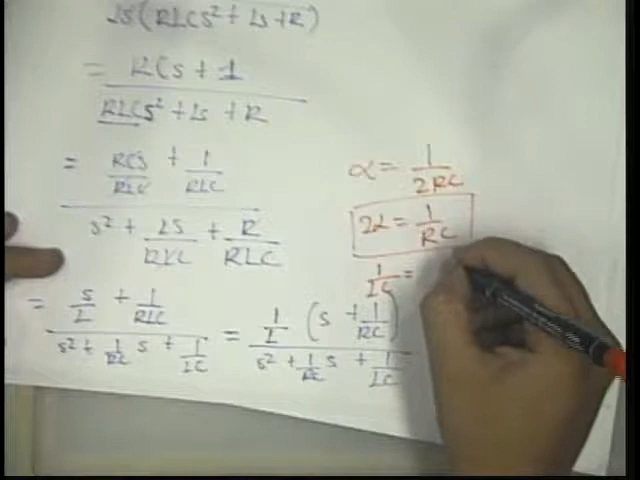 2s(RLCs² + Ls + R)
= RCs + 1
RLCs² + Ls + R
= RCs/RLC + 1/RLC
s² + LS/RLC + R/RLC
α = 1/2RC
2α = 1/RC
1/LC =
= s/L + 1/RLC
s² + 1/RC s + 1/LC
= 1/L (s + 1/RC)
s² + 1/RC s + 1/LC